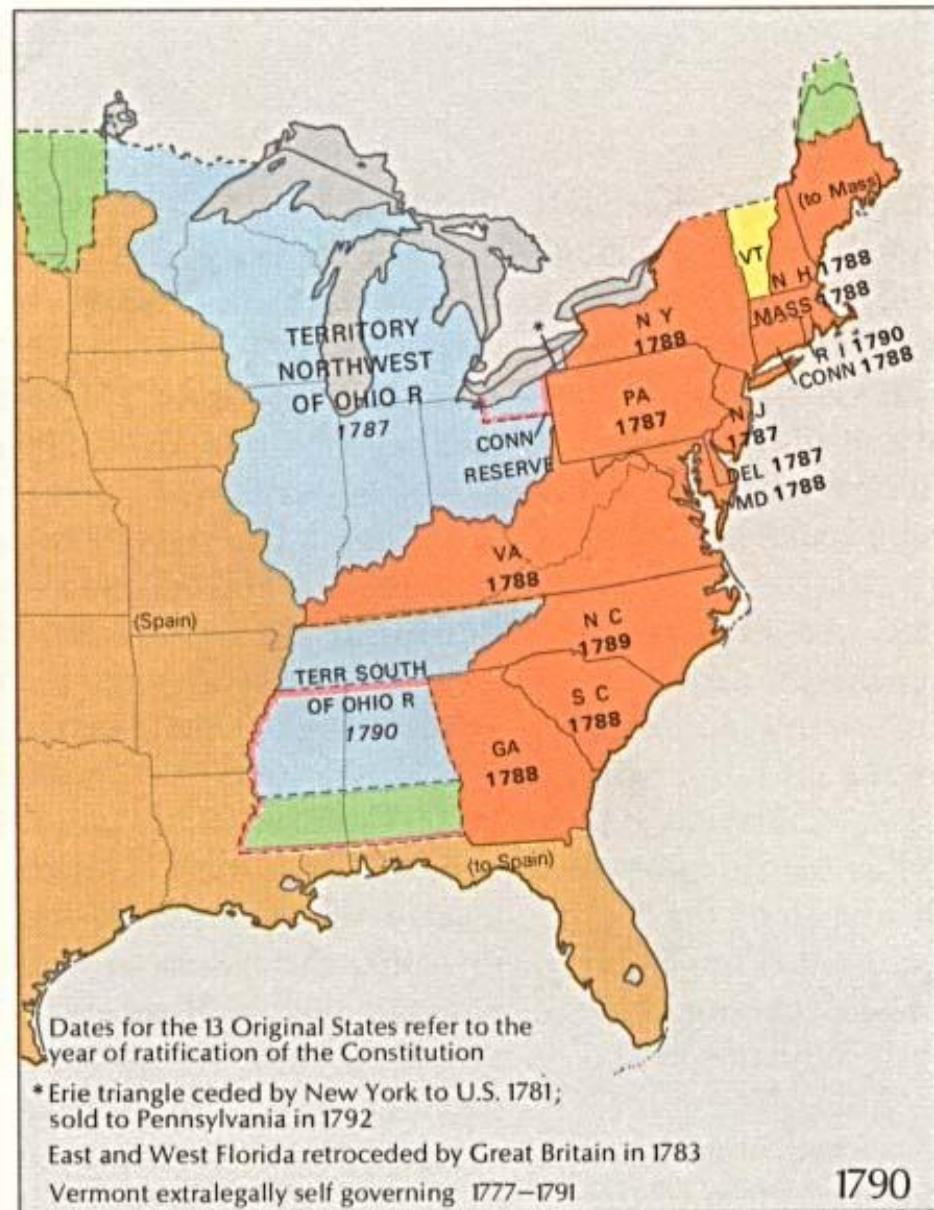 (to Mass)
VT
N H 1788
MASS 1788
N Y
1788
R I 1790
CONN 1788
*
TERRITORY
NORTHWEST
OF OHIO R
1787
PA
1787
N J
1787
CONN
RESERVE
DEL 1787
MD 1788
VA
1788
(Spain)
N C
1789
TERR SOUTH
OF OHIO R
1790
S C
1788
GA
1788
(to Spain)
Dates for the 13 Original States refer to the
year of ratification of the Constitution
* Erie triangle ceded by New York to U.S. 1781;
sold to Pennsylvania in 1792
East and West Florida retroceded by Great Britain in 1783
Vermont extralegally self governing 1777–1791
1790